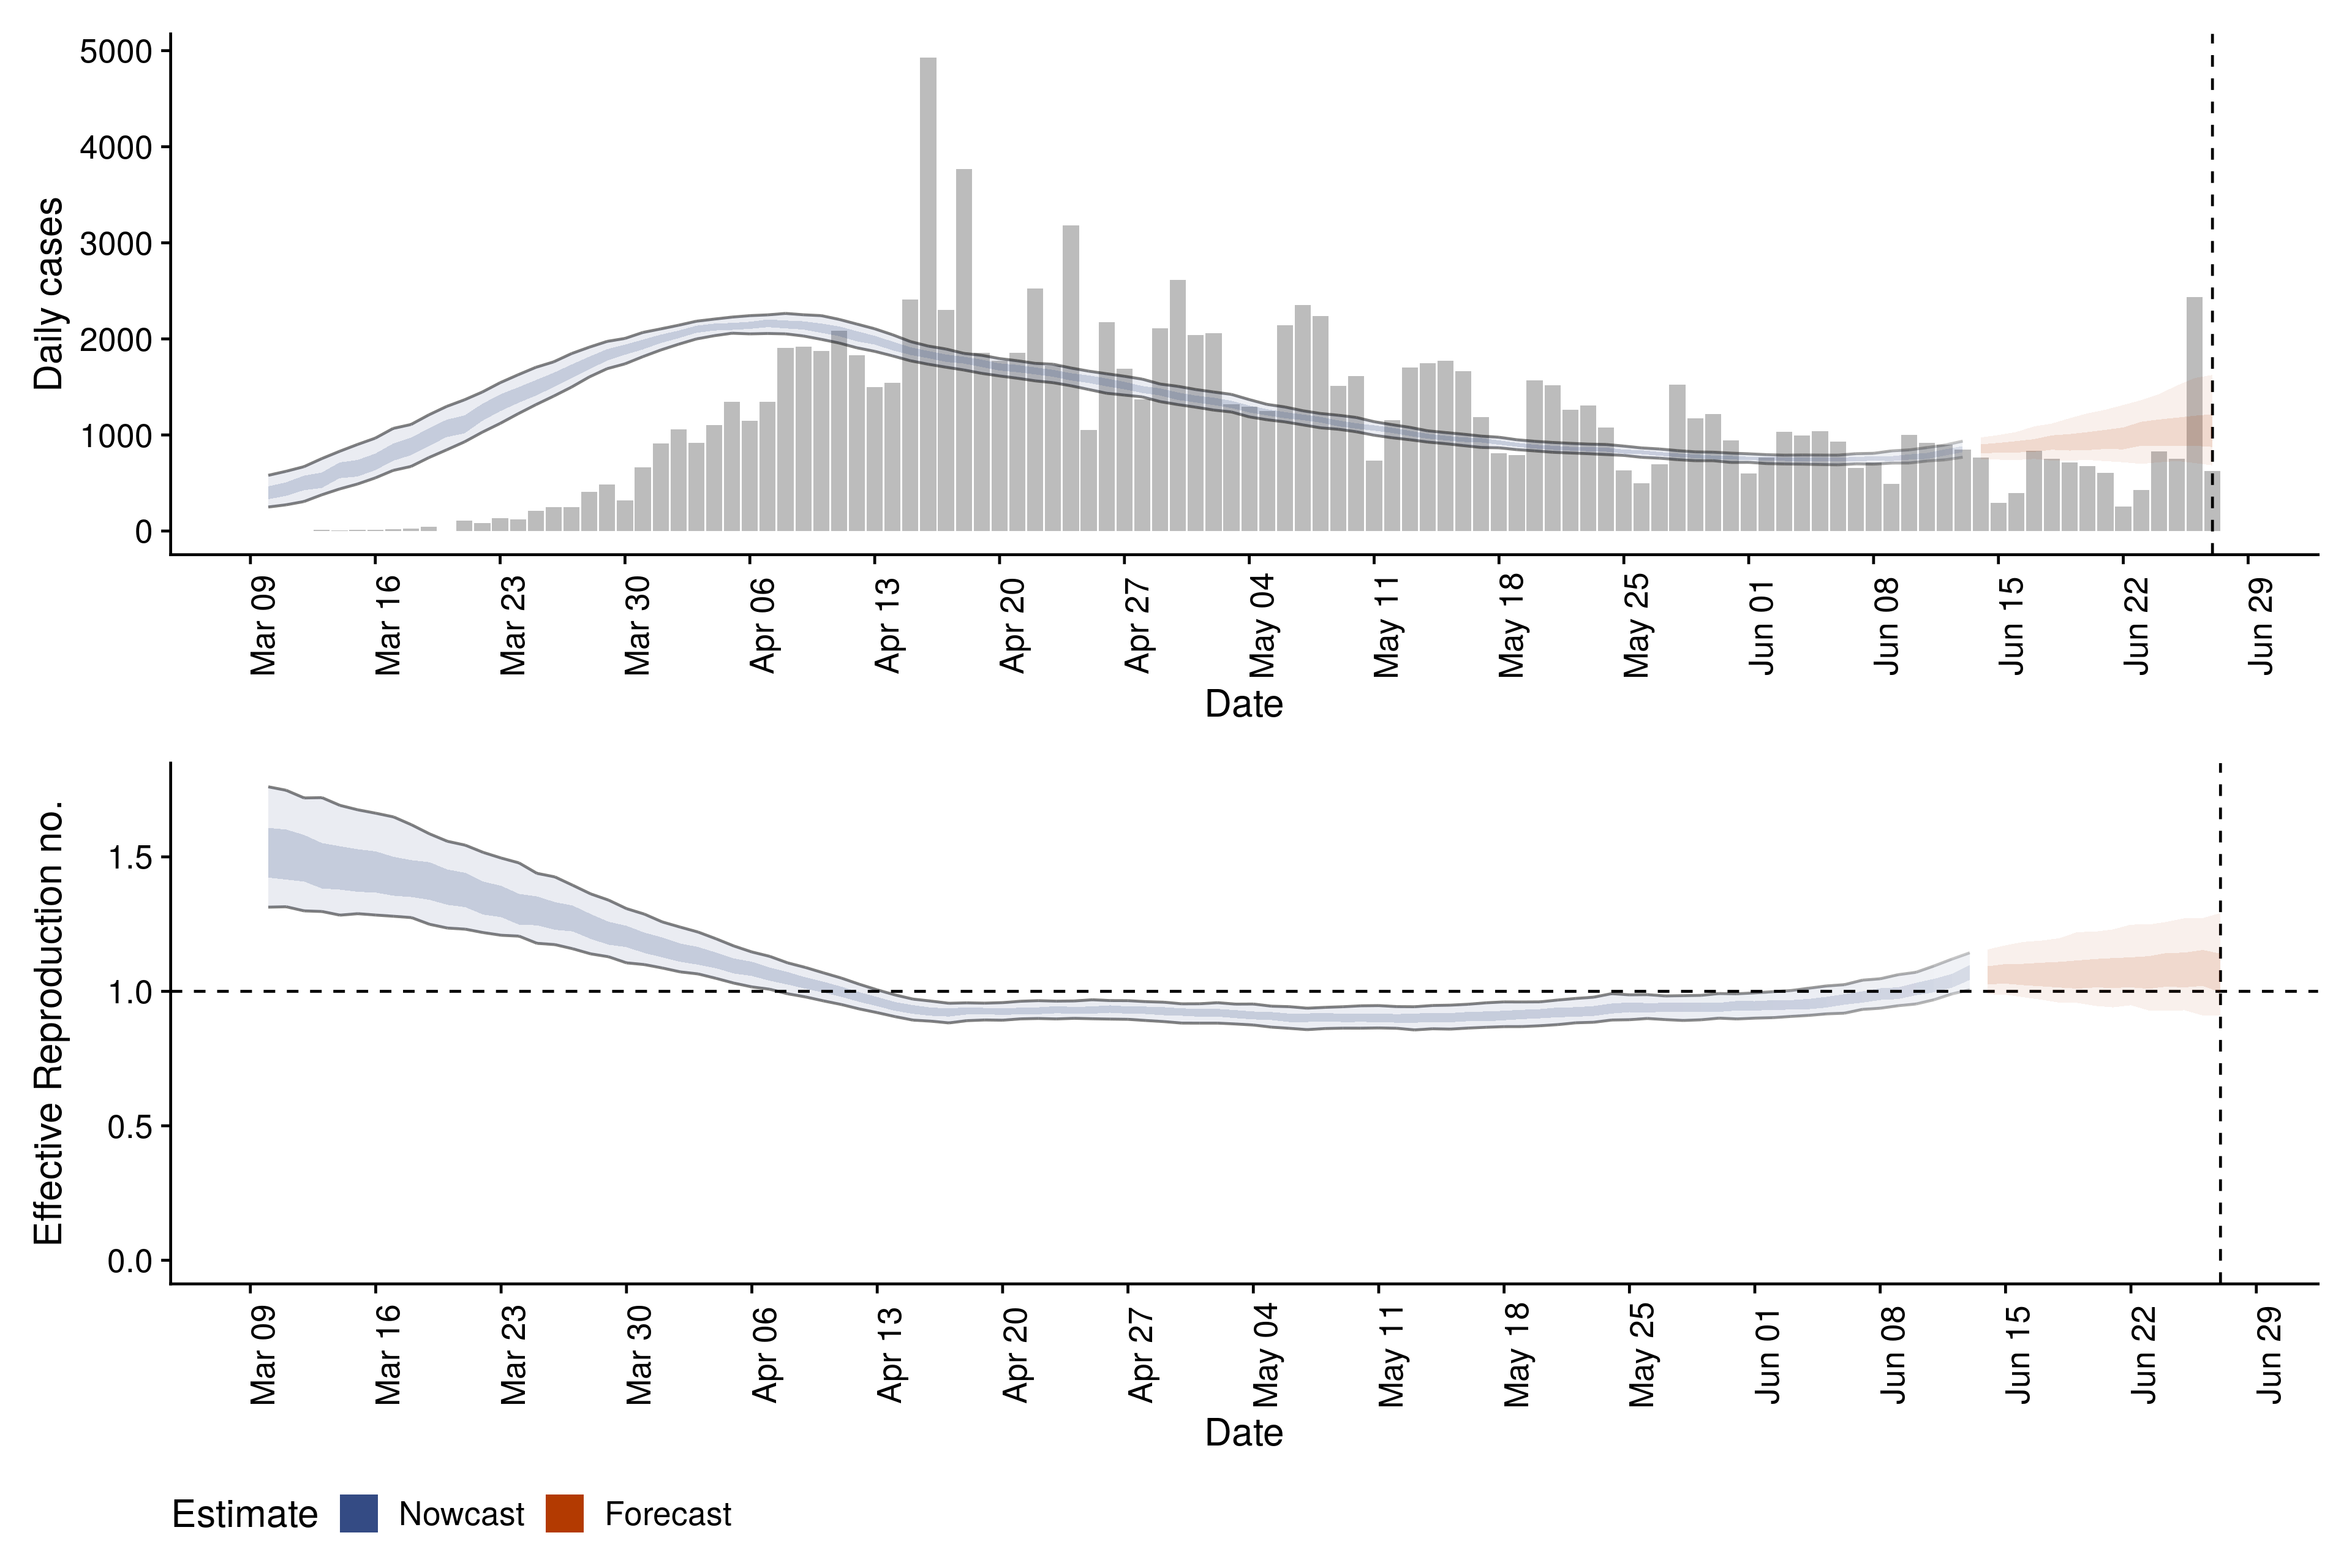 Daily cases
5000
4000
3000
2000
1000
0
Mar 09
Mar 16
Mar 23
Mar 30
Apr 06
Apr 13
Apr 20
Apr 27
May 04
May 11
May 18
May 25
Jun 01
Jun 08
Jun 15
Jun 22
Jun 29
Date
Effective Reproduction no.
1.5
1.0
0.5
0.0
Mar 09
Mar 16
Mar 23
Mar 30
Apr 06
Apr 13
Apr 20
Apr 27
May 04
May 11
May 18
May 25
Jun 01
Jun 08
Jun 15
Jun 22
Jun 29
Date
Estimate Nowcast Forecast